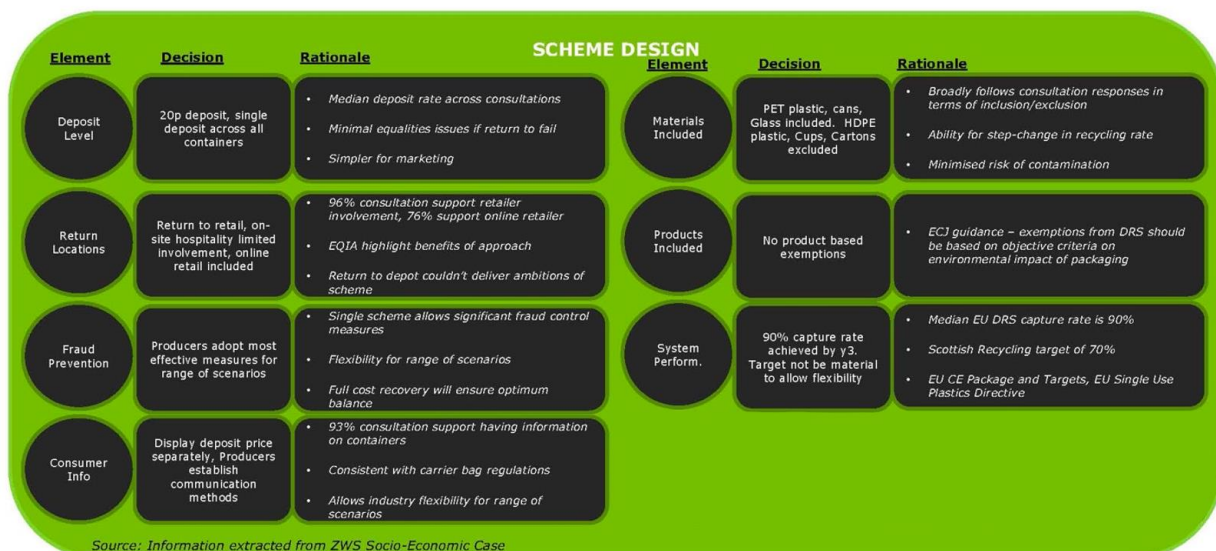 SCHEME DESIGN
Element Decision Rationale
Deposit
Level
20p deposit, single
deposit across all
containers
• Median deposit rate across consultations
• Minimal equalities issues if return to fail
• Simpler for marketing
Return
Locations
Return to retail, on-
site hospitality limited
involvement, online
retail included
• 96% consultation support retailer
involvement, 76% support online retailer
• EQIA highlight benefits of approach
• Return to depot couldn't deliver ambitions of
scheme
Fraud
Prevention
Producers adopt most
effective measures for
range of scenarios
• Single scheme allows significant fraud control
measures
• Flexibility for range of scenarios
• Full cost recovery will ensure optimum
balance
Consumer
Info
Display deposit price
separately, Producers
establish
communication
methods
• 93% consultation support having information
on containers
• Consistent with carrier bag regulations
• Allows industry flexibility for range of
scenarios
Element Decision Rationale
Materials
Included
PET plastic, cans,
Glass included. HDPE
plastic, Cups, Cartons
excluded
• Broadly follows consultation responses in
terms of inclusion/exclusion
• Ability for step-change in recycling rate
• Minimised risk of contamination
Products
Included
No product based
exemptions
• ECJ guidance – exemptions from DRS should
be based on objective criteria on
environmental impact of packaging
System
Perform.
90% capture rate
achieved by y3.
Target not be material
to allow flexibility
• Median EU DRS capture rate is 90%
• Scottish Recycling target of 70%
• EU CE Package and Targets, EU Single Use
Plastics Directive
Source: Information extracted from ZWS Socio-Economic Case